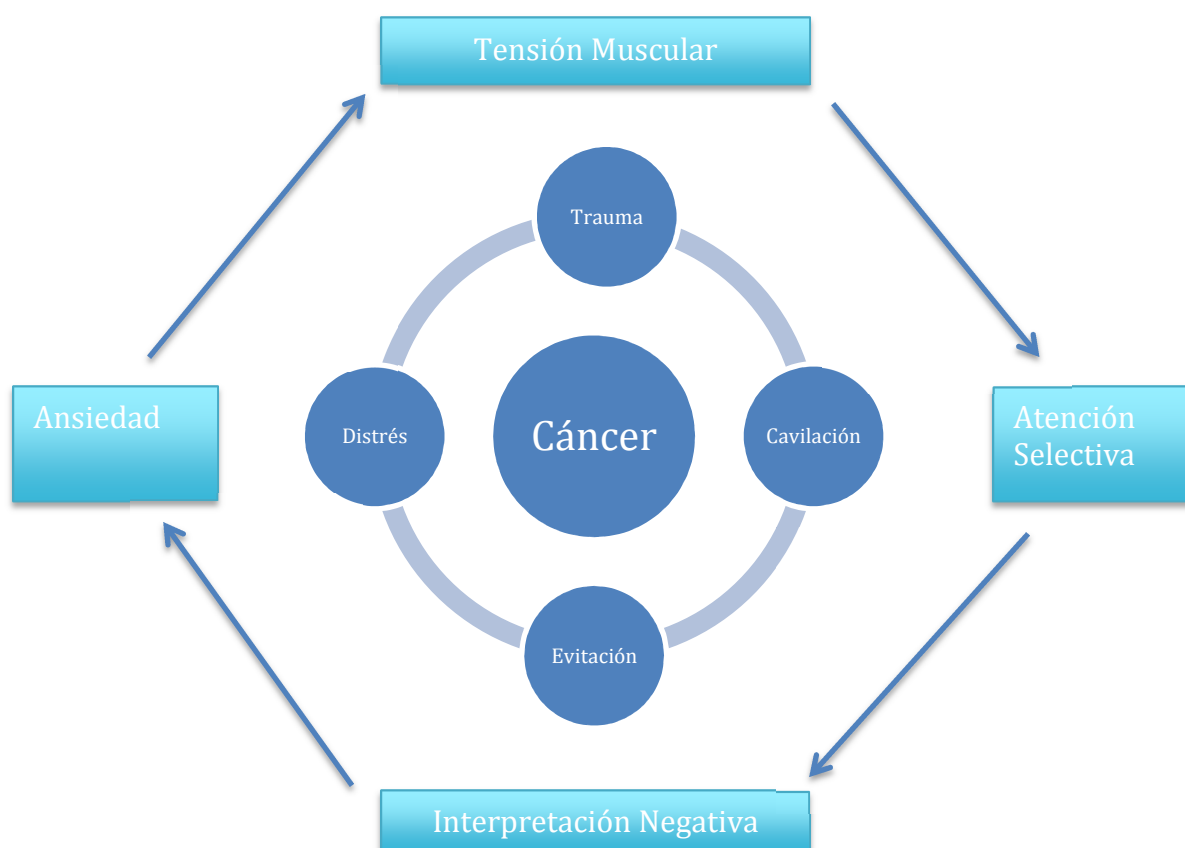 Tensión Muscular
Trauma
Ansiedad
Distrés
Cáncer
Cavilación
Atención
Selectiva
Evitación
Interpretación Negativa